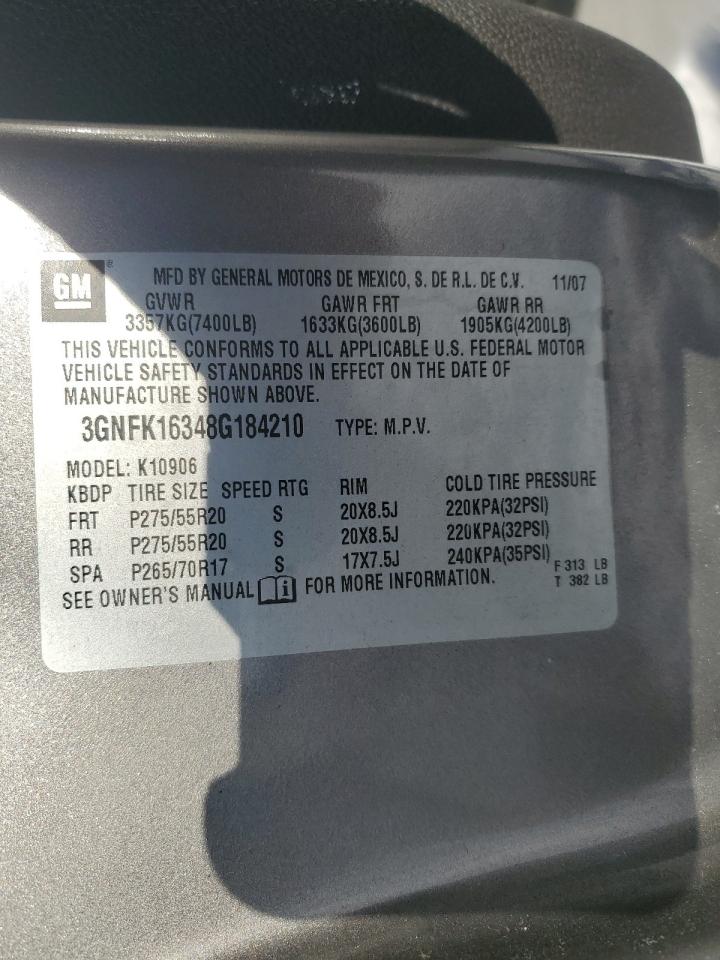 GM ® MFD BY GENERAL MOTORS DE MEXICO, S. DE R.L. DE C.V. 11/07
GVWR GAWR FRT GAWR RR
3357KG(7400LB) 1633KG(3600LB) 1905KG(4200LB)
THIS VEHICLE CONFORMS TO ALL APPLICABLE U.S. FEDERAL MOTOR
VEHICLE SAFETY STANDARDS IN EFFECT ON THE DATE OF
MANUFACTURE SHOWN ABOVE.
3GNFK16348G184210 TYPE: M.P.V.
MODEL: K10906
KBDP TIRE SIZE SPEED RTG RIM COLD TIRE PRESSURE
FRT P275/55R20 S 20X8.5J 220KPA(32PSI)
RR P275/55R20 S 20X8.5J 220KPA(32PSI)
SPA P265/70R17 S 17X7.5J 240KPA(35PSI) F 313 LB
SEE OWNER'S MANUAL i FOR MORE INFORMATION. T 382 LB